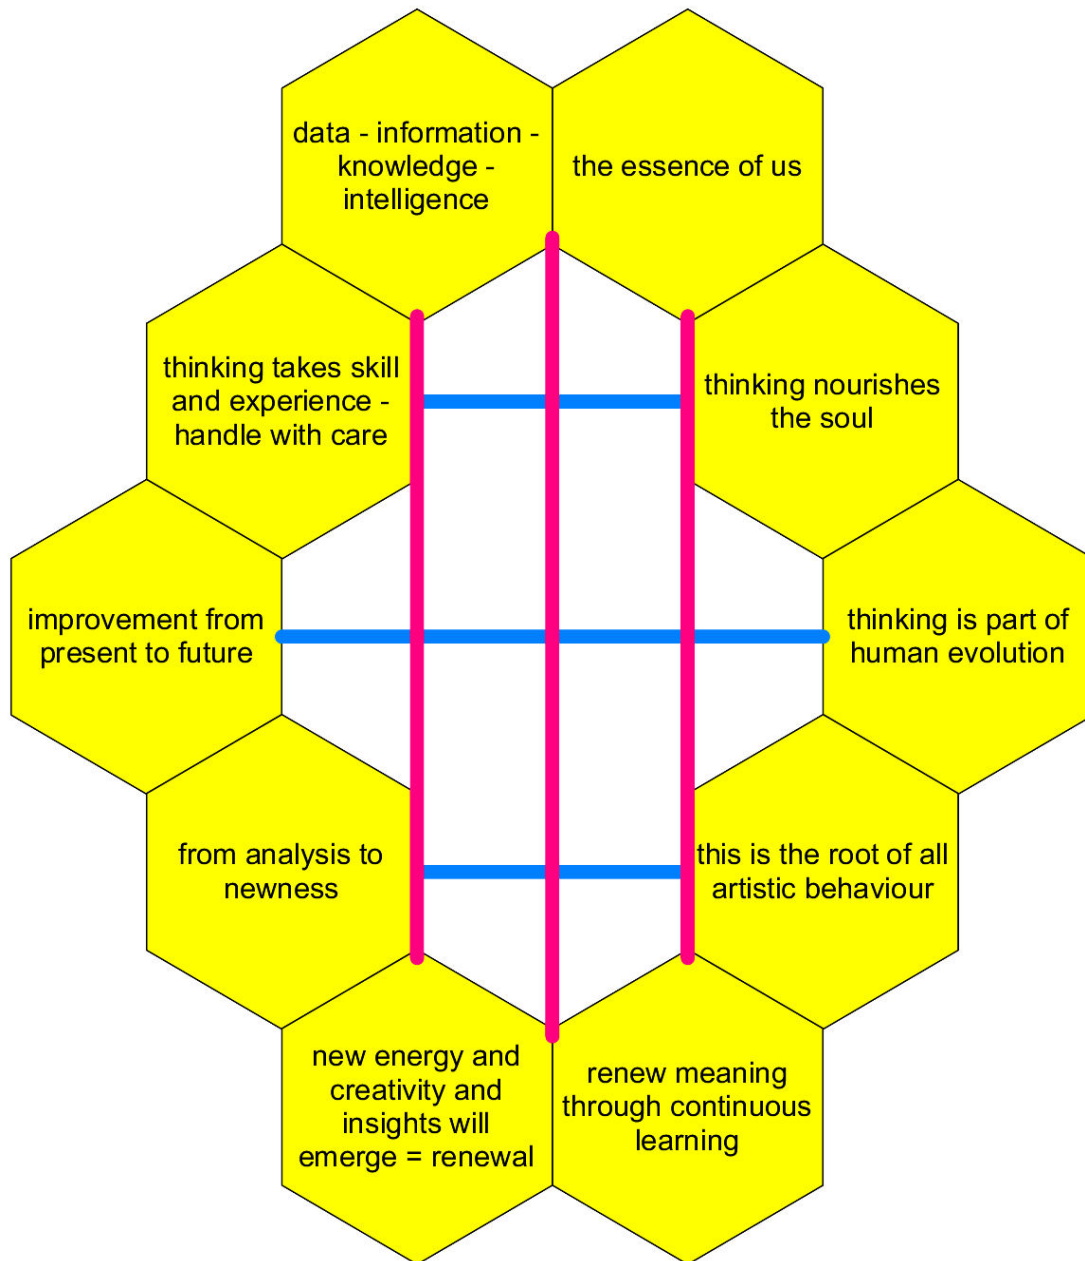 data - information -
knowledge -
intelligence
the essence of us
thinking takes skill
and experience -
handle with care
thinking nourishes
the soul
improvement from
present to future
thinking is part of
human evolution
from analysis to
newness
this is the root of all
artistic behaviour
new energy and
creativity and
insights will
emerge = renewal
renew meaning
through continuous
learning